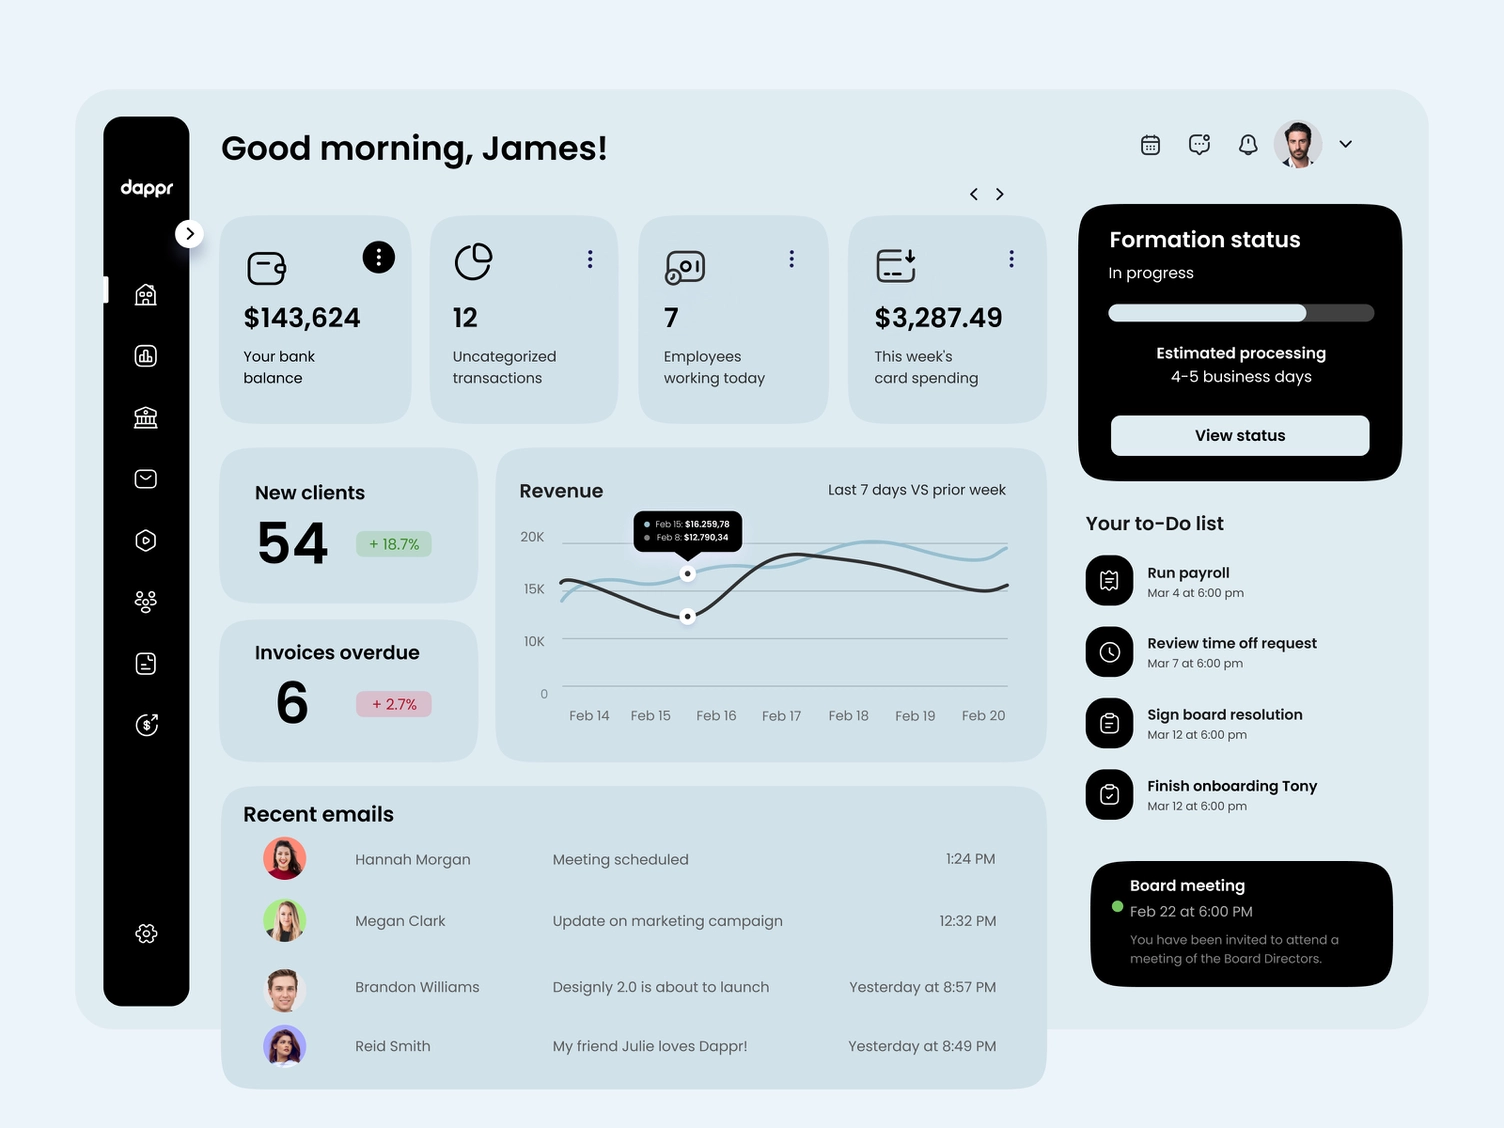 dappr
Good morning, James!
$143,624
Your bank
balance
12
Uncategorized
transactions
7
Employees
working today
$3,287.49
This week's
card spending
New clients
54
+ 18.7%
Invoices overdue
6
+ 2.7%
Revenue
Last 7 days VS prior week
Feb 15: $16.259,78
Feb 8: $12.790,34
20K
15K
10K
0
Feb 14
Feb 15
Feb 16
Feb 17
Feb 18
Feb 19
Feb 20
Recent emails
Hannah Morgan
Meeting scheduled
1:24 PM
Megan Clark
Update on marketing campaign
12:32 PM
Brandon Williams
Designly 2.0 is about to launch
Yesterday at 8:57 PM
Reid Smith
My friend Julie loves Dappr!
Yesterday at 8:49 PM
Formation status
In progress
Estimated processing
4-5 business days
View status
Your to-Do list
Run payroll
Mar 4 at 6:00 pm
Review time off request
Mar 7 at 6:00 pm
Sign board resolution
Mar 12 at 6:00 pm
Finish onboarding Tony
Mar 12 at 6:00 pm
Board meeting
Feb 22 at 6:00 PM
You have been invited to attend a
meeting of the Board Directors.